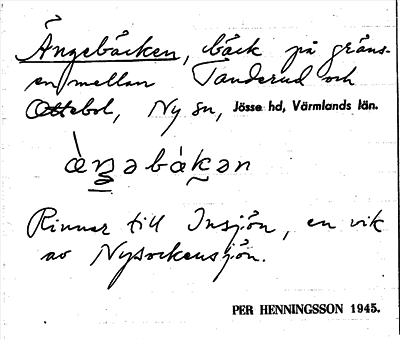 Ängebäcken, bäck på gräns-
en mellan Tanderud och
Ottebol, Ny sn, Jösse hd, Värmlands län.
Rinner till Insjön, en vik
av Nysockensjön.
PER HENNINGSSON 1945.